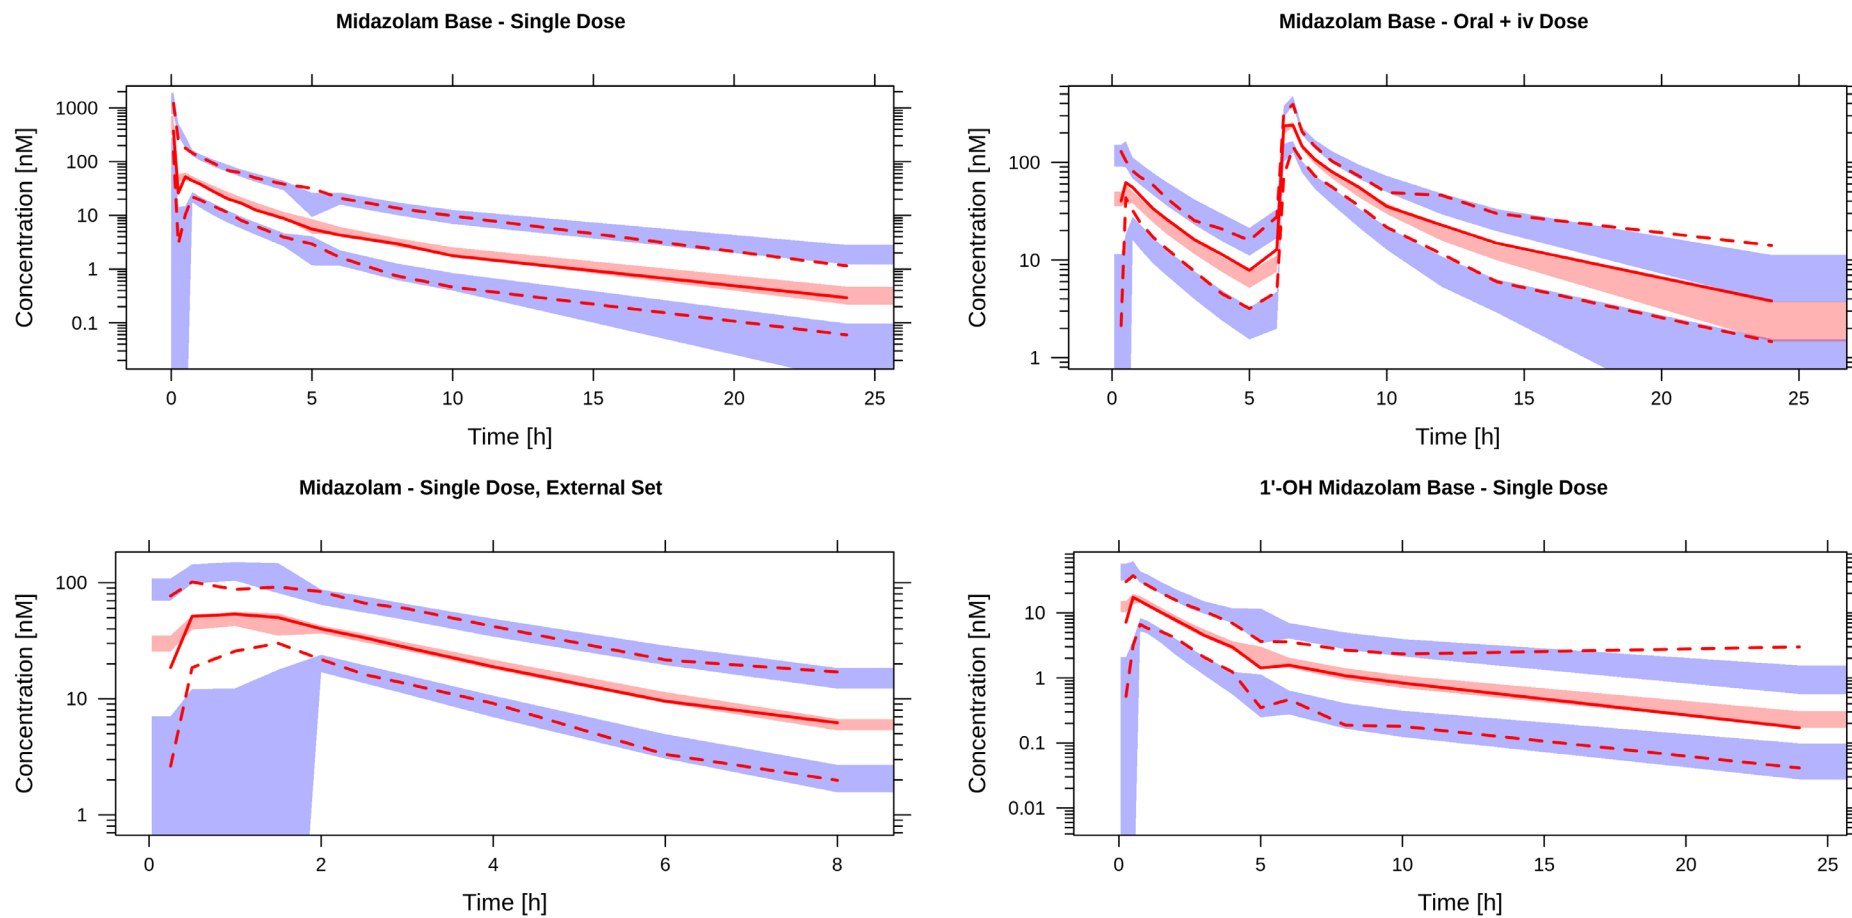 Midazolam Base - Single Dose
Concentration [nM]
1000
100
10
1
0.1
0 5 10 15 20 25
Time [h]
Midazolam Base - Oral + iv Dose
Concentration [nM]
100
10
1
0 5 10 15 20 25
Time [h]
Midazolam - Single Dose, External Set
Concentration [nM]
100
10
1
0 2 4 6 8
Time [h]
1'-OH Midazolam Base - Single Dose
Concentration [nM]
10
1
0.1
0.01
0 5 10 15 20 25
Time [h]